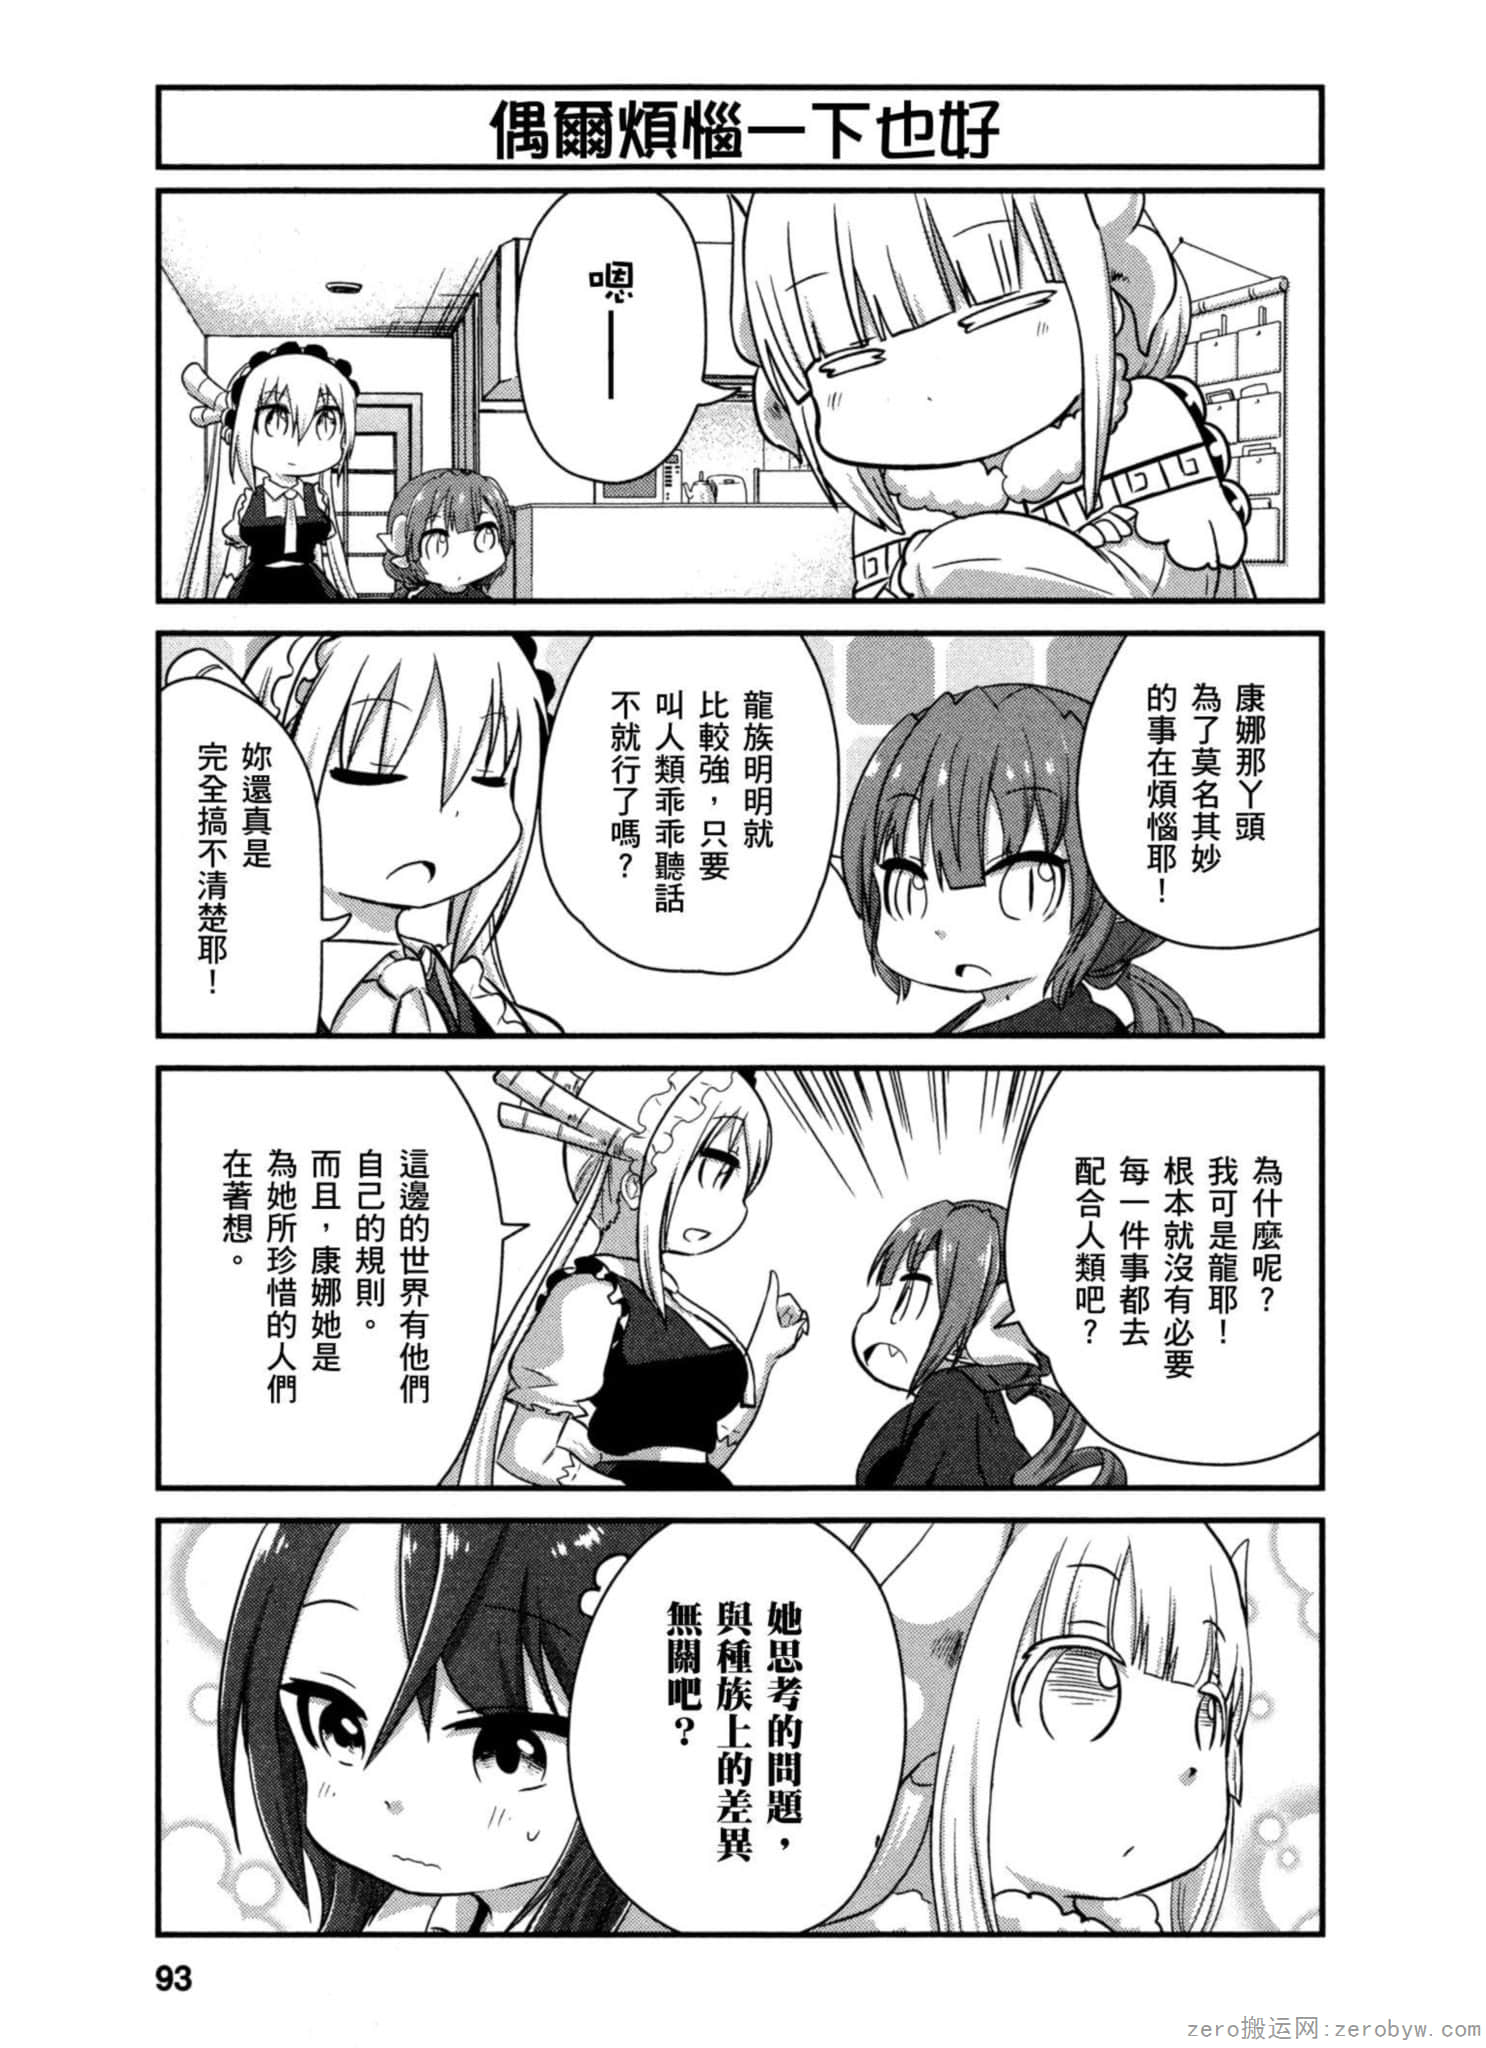 偶爾煩惱一下也好
嗯——
康娜那丫頭
為了莫名其妙
的事在煩惱耶！
龍族明明就
比較強，只要
叫人類乖乖聽話
不就行了嗎？
妳還真是
完全搞不清楚耶！
為什麼呢？
我可是龍耶！
根本就沒有必要
每一件事都去
配合人類吧？
這邊的世界有他們
自己的規則。
而且，康娜她是
為她所珍惜的人們
在著想。
她思考的問題，
與種族上的差異
無關吧？
93
zero搬运网:zerobyw.com